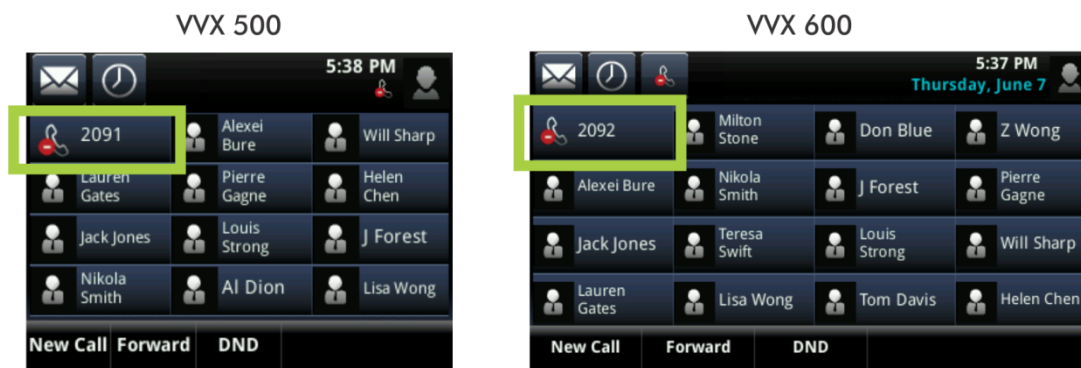 VVX 500
5:38 PM
2091
Alexei
Bure
Will Sharp
Lauren
Gates
Pierre
Gagne
Helen
Chen
Jack Jones
Louis
Strong
J Forest
Nikola
Smith
Al Dion
Lisa Wong
New Call Forward DND
VVX 600
5:37 PM
Thursday, June 7
2092
Milton
Stone
Don Blue
Z Wong
Alexei Bure
Nikola
Smith
J Forest
Pierre
Gagne
Jack Jones
Teresa
Swift
Louis
Strong
Will Sharp
Lauren
Gates
Lisa Wong
Tom Davis
Helen Chen
New Call Forward DND